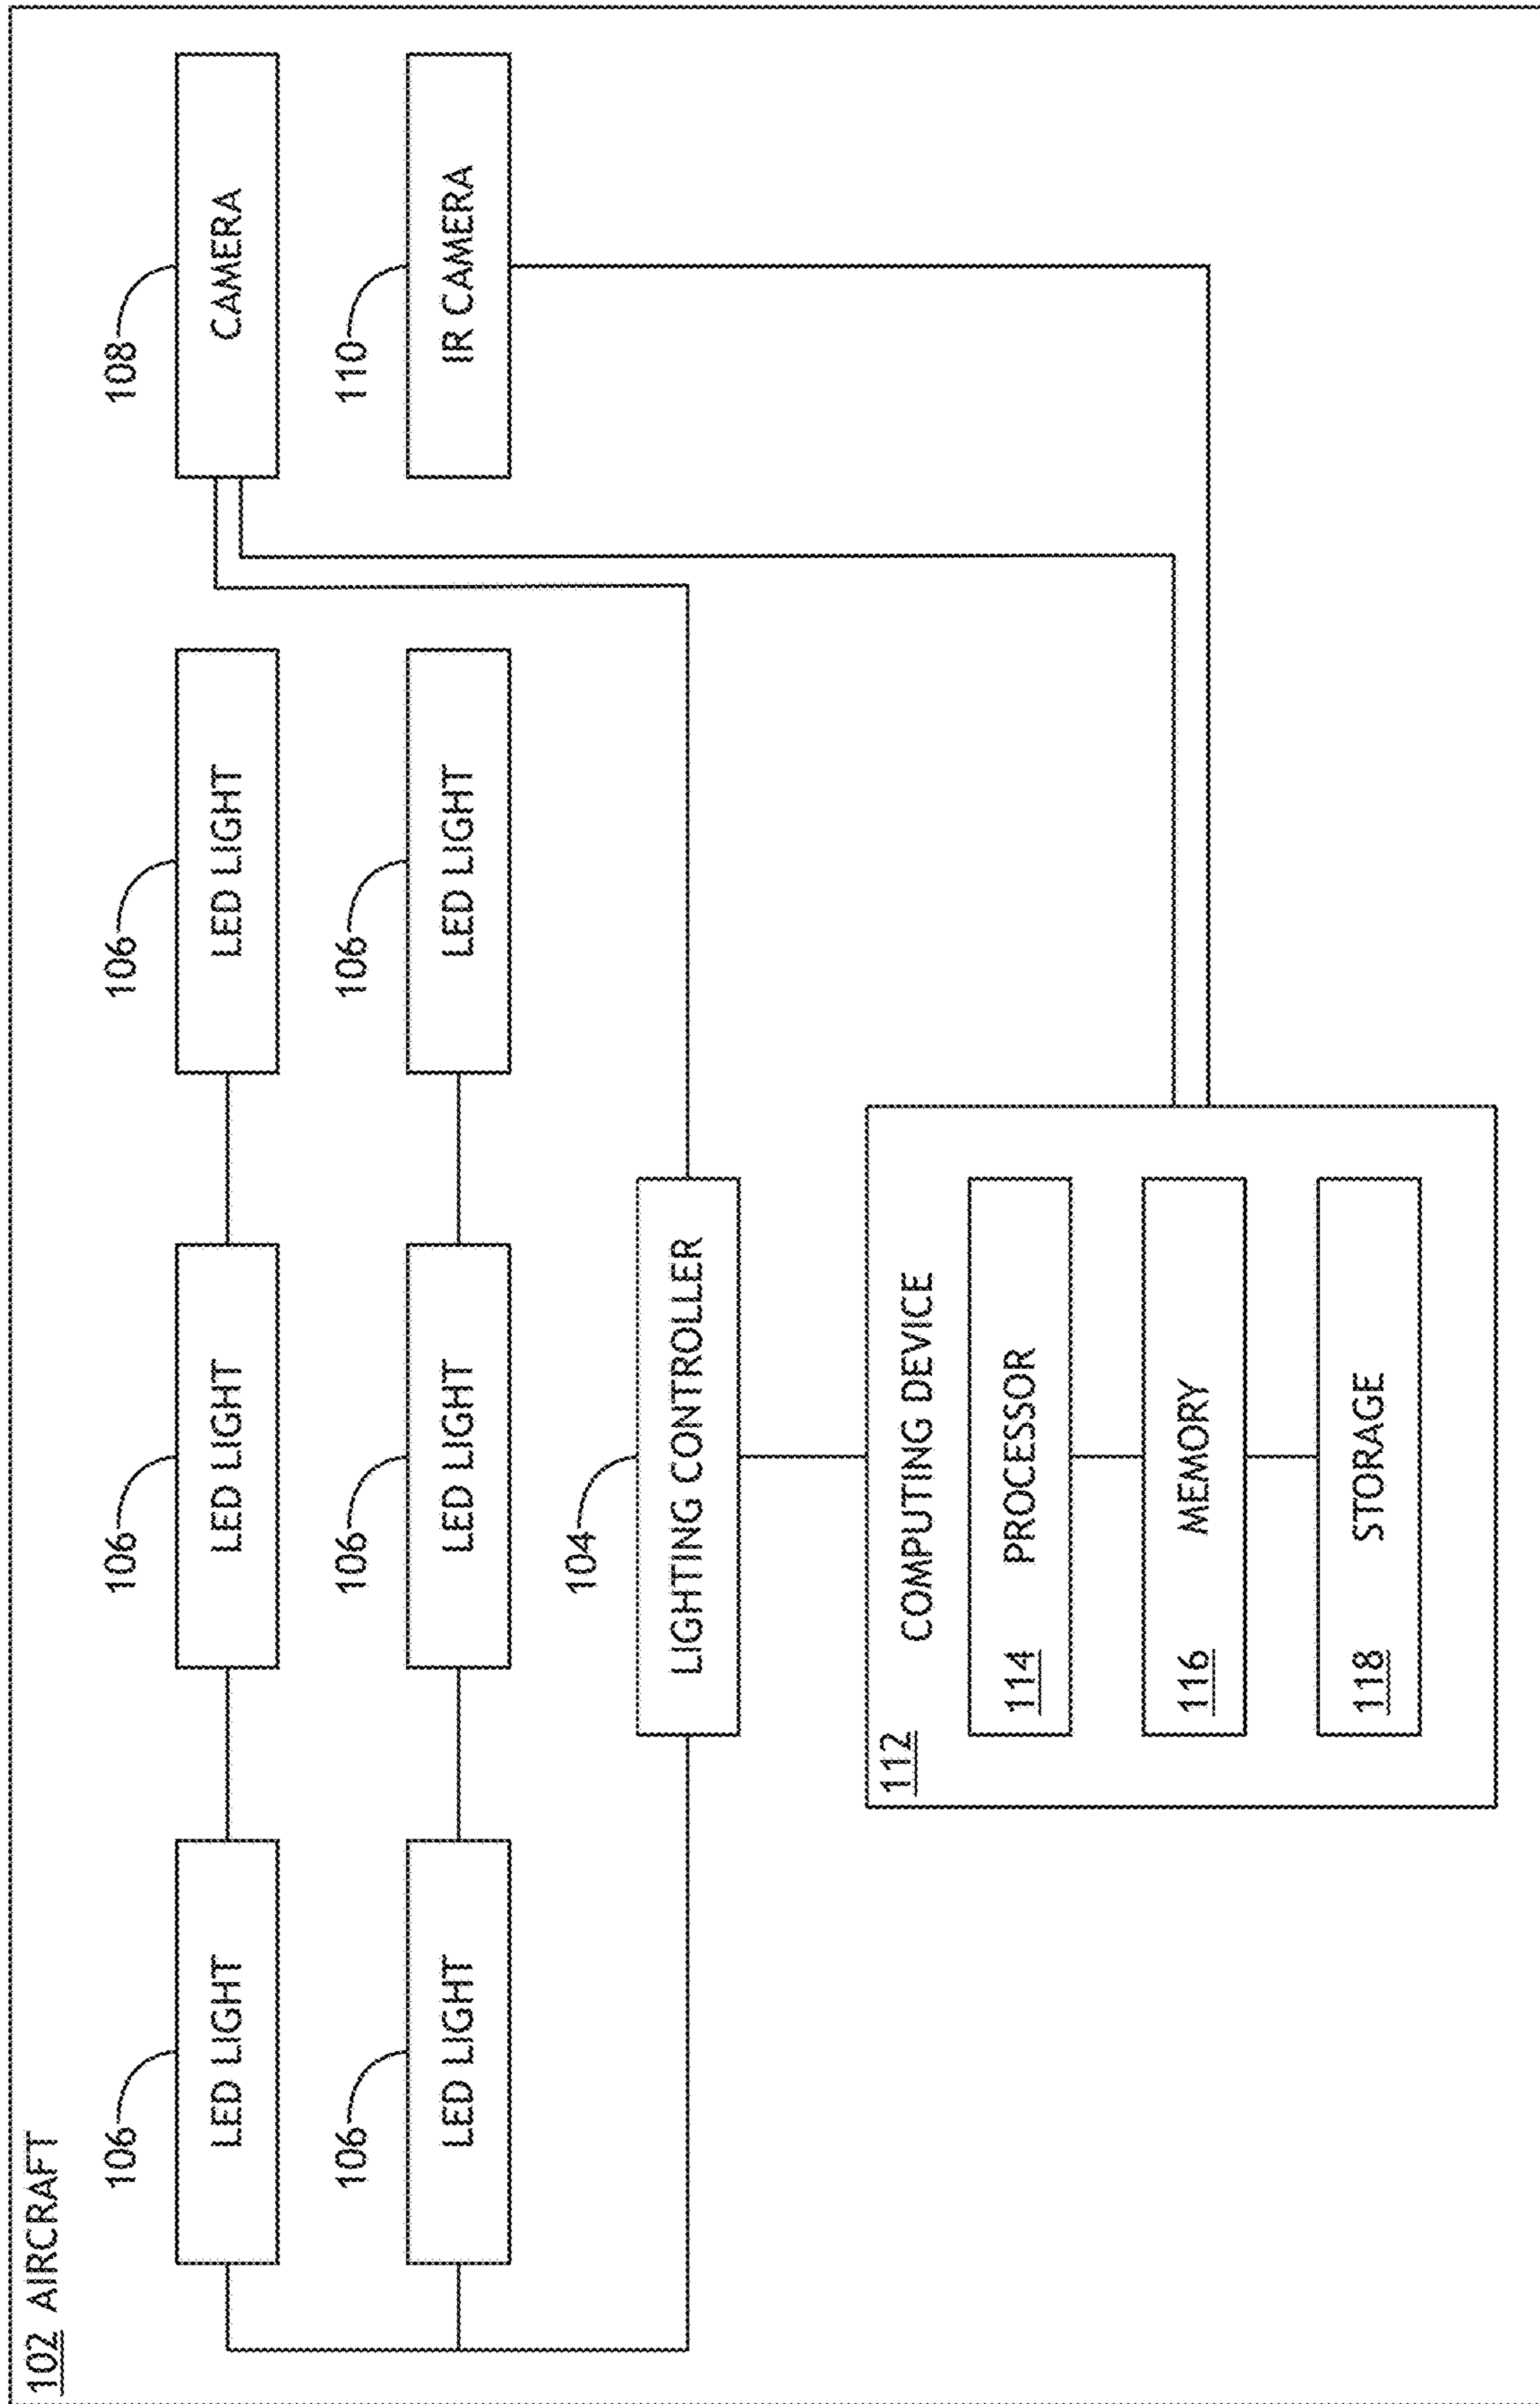 102 AIRCRAFT
106
106
106
108
LED LIGHT
LED LIGHT
LED LIGHT
CAMERA
106
106
106
110
LED LIGHT
LED LIGHT
LED LIGHT
IR CAMERA
104
LIGHTING CONTROLLER
112
COMPUTING DEVICE
114 PROCESSOR
116 MEMORY
118 STORAGE